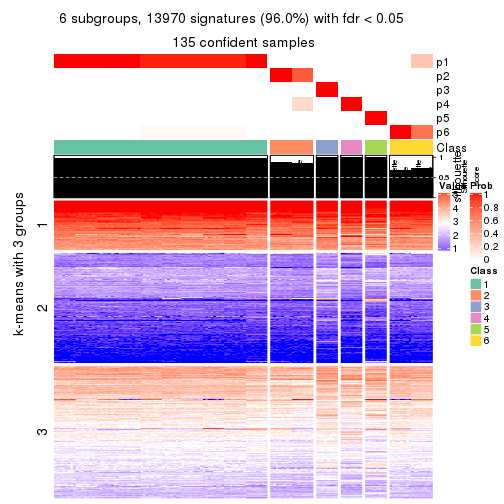 6 subgroups, 13970 signatures (96.0%) with fdr < 0.05
135 confident samples
p1
p2
p3
p4
p5
p6
Class
1
0.5
silhouette
score
k-means with 3 groups
1
2
3
Value
4
3
2
1
Prob
1
0.8
0.6
0.4
0.2
0
Class
1
2
3
4
5
6